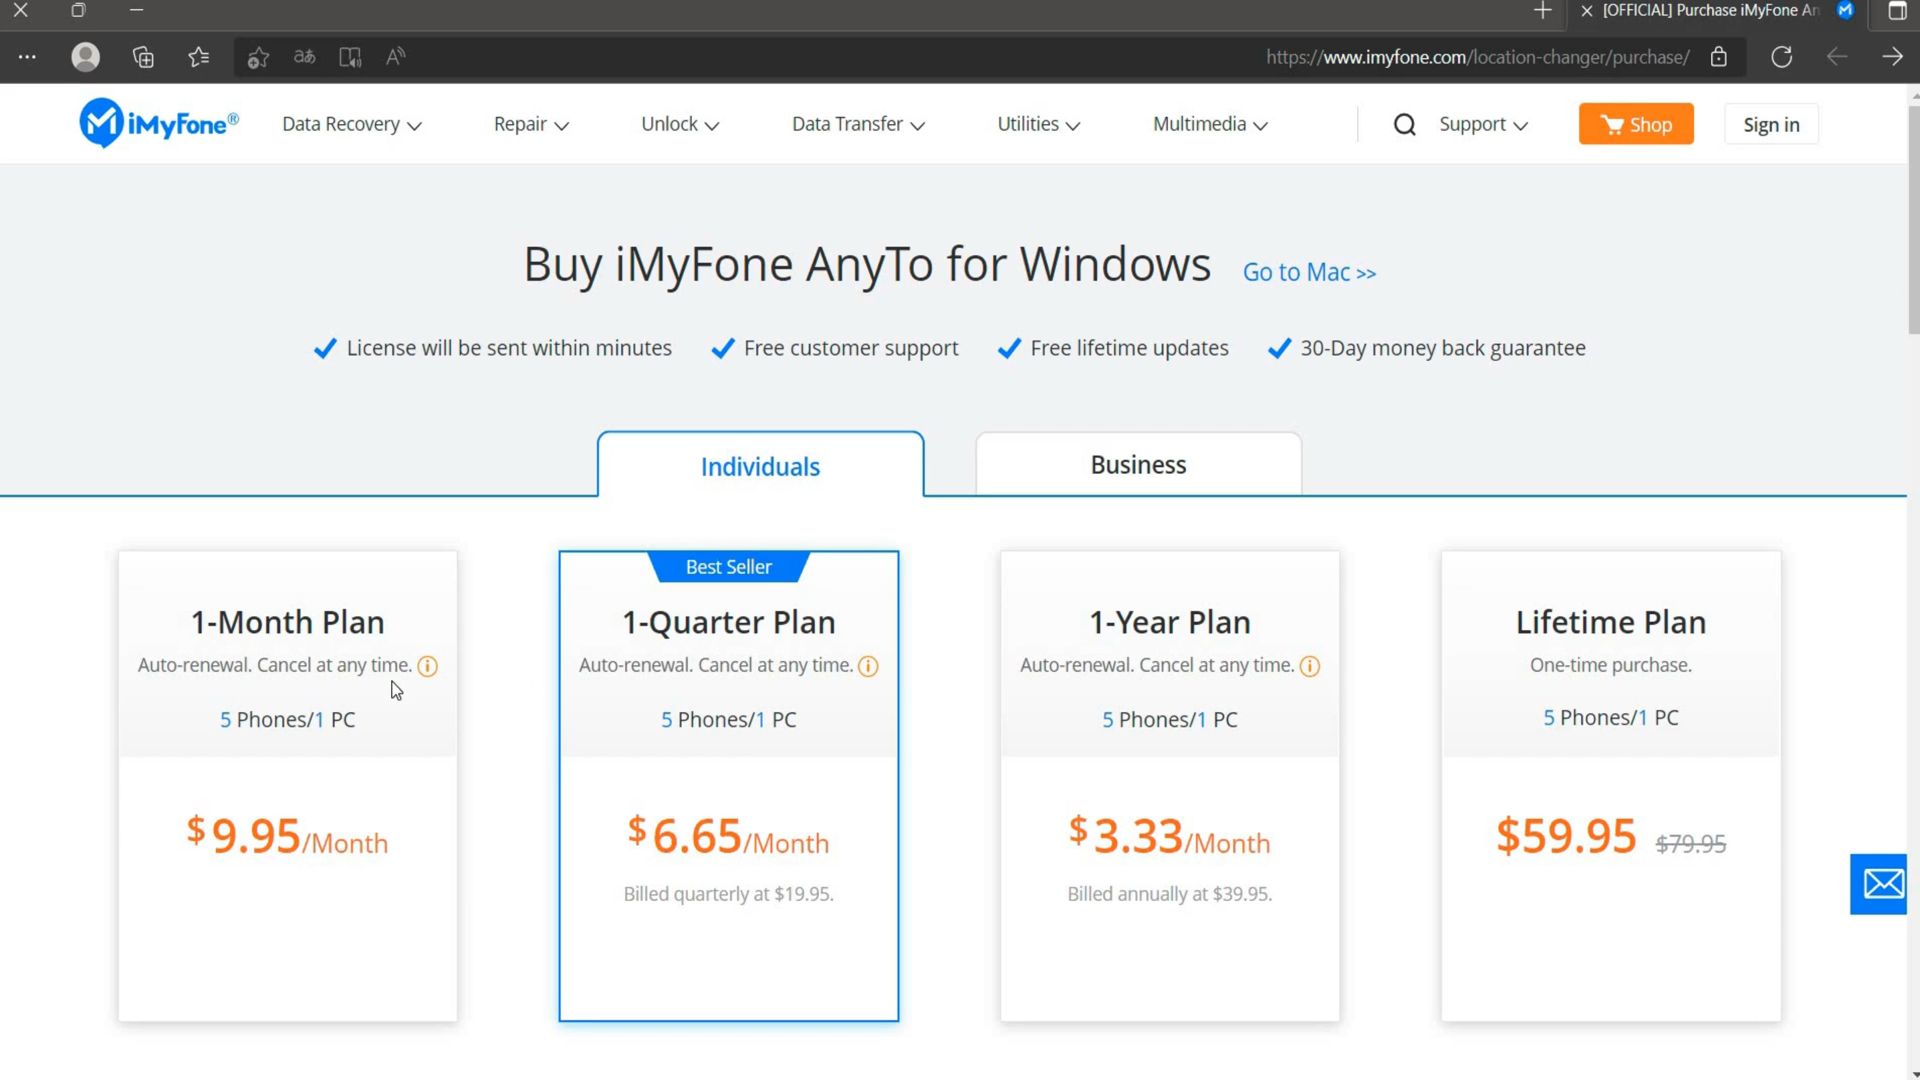 [OFFICIAL] Purchase iMyFone An
https://www.imyfone.com/location-changer/purchase/
iMyFone®
Data Recovery
Repair
Unlock
Data Transfer
Utilities
Multimedia
Support
Shop
Sign in
Buy iMyFone AnyTo for Windows
Go to Mac >>
License will be sent within minutes
Free customer support
Free lifetime updates
30-Day money back guarantee
Individuals
Business
1-Month Plan
Auto-renewal. Cancel at any time.
5 Phones/1 PC
$9.95/Month
Best Seller
1-Quarter Plan
Auto-renewal. Cancel at any time.
5 Phones/1 PC
$6.65/Month
Billed quarterly at $19.95.
1-Year Plan
Auto-renewal. Cancel at any time.
5 Phones/1 PC
$3.33/Month
Billed annually at $39.95.
Lifetime Plan
One-time purchase.
5 Phones/1 PC
$59.95 $79.95